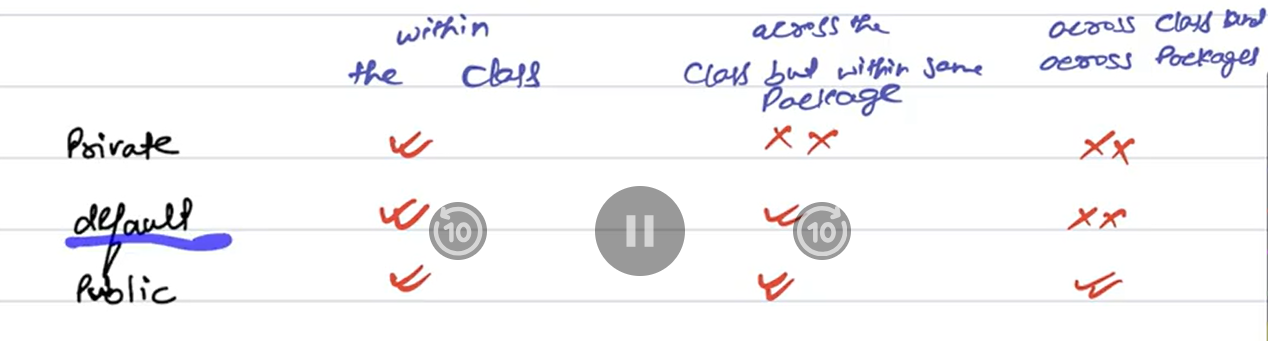 within
the Class
across the
Class but within same
Package
across Class but
across Packages
Private
default
10
10
Public